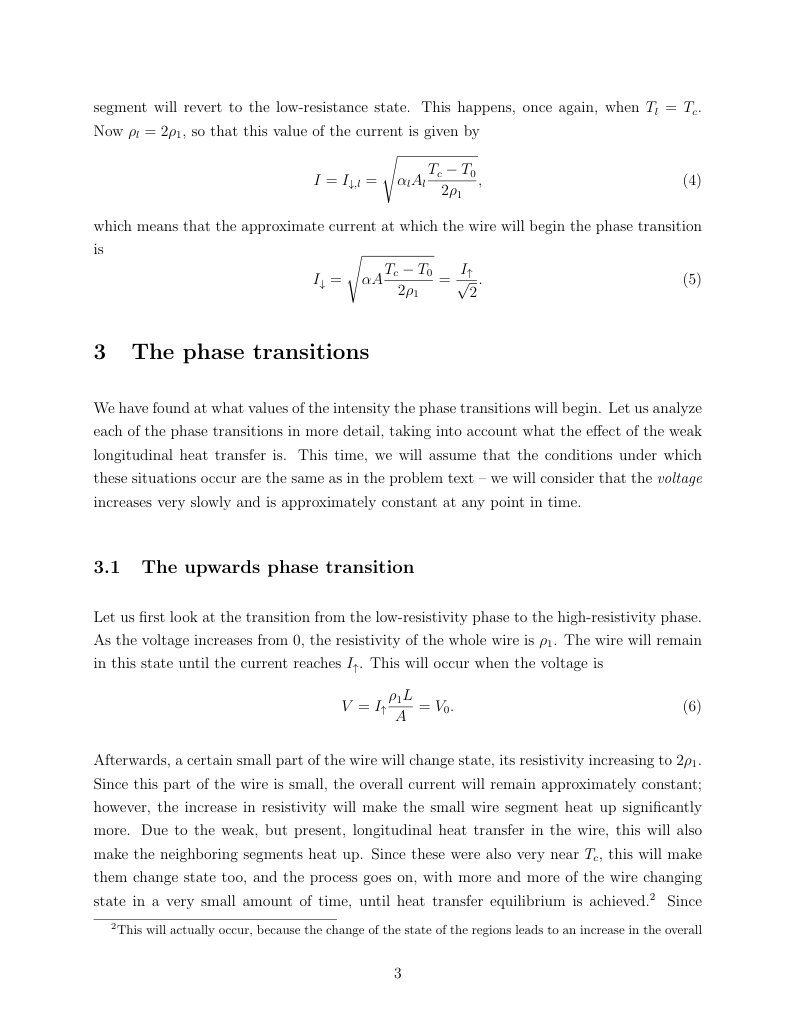 segment will revert to the low-resistance state. This happens, once again, when T_l = T_c.
Now ρ_l = 2ρ_1, so that this value of the current is given by
I = I_{↓,l} = √(α_l A_l (T_c − T_0)/(2ρ_1)), (4)
which means that the approximate current at which the wire will begin the phase transition
is
I_↓ = √(αA (T_c − T_0)/(2ρ_1)) = I_↑/√2. (5)
3 The phase transitions
We have found at what values of the intensity the phase transitions will begin. Let us analyze
each of the phase transitions in more detail, taking into account what the effect of the weak
longitudinal heat transfer is. This time, we will assume that the conditions under which
these situations occur are the same as in the problem text – we will consider that the voltage
increases very slowly and is approximately constant at any point in time.
3.1 The upwards phase transition
Let us first look at the transition from the low-resistivity phase to the high-resistivity phase.
As the voltage increases from 0, the resistivity of the whole wire is ρ_1. The wire will remain
in this state until the current reaches I_↑. This will occur when the voltage is
V = I_↑ ρ_1 L/A = V_0. (6)
Afterwards, a certain small part of the wire will change state, its resistivity increasing to 2ρ_1.
Since this part of the wire is small, the overall current will remain approximately constant;
however, the increase in resistivity will make the small wire segment heat up significantly
more. Due to the weak, but present, longitudinal heat transfer in the wire, this will also
make the neighboring segments heat up. Since these were also very near T_c, this will make
them change state too, and the process goes on, with more and more of the wire changing
state in a very small amount of time, until heat transfer equilibrium is achieved.² Since
²This will actually occur, because the change of the state of the regions leads to an increase in the overall
3